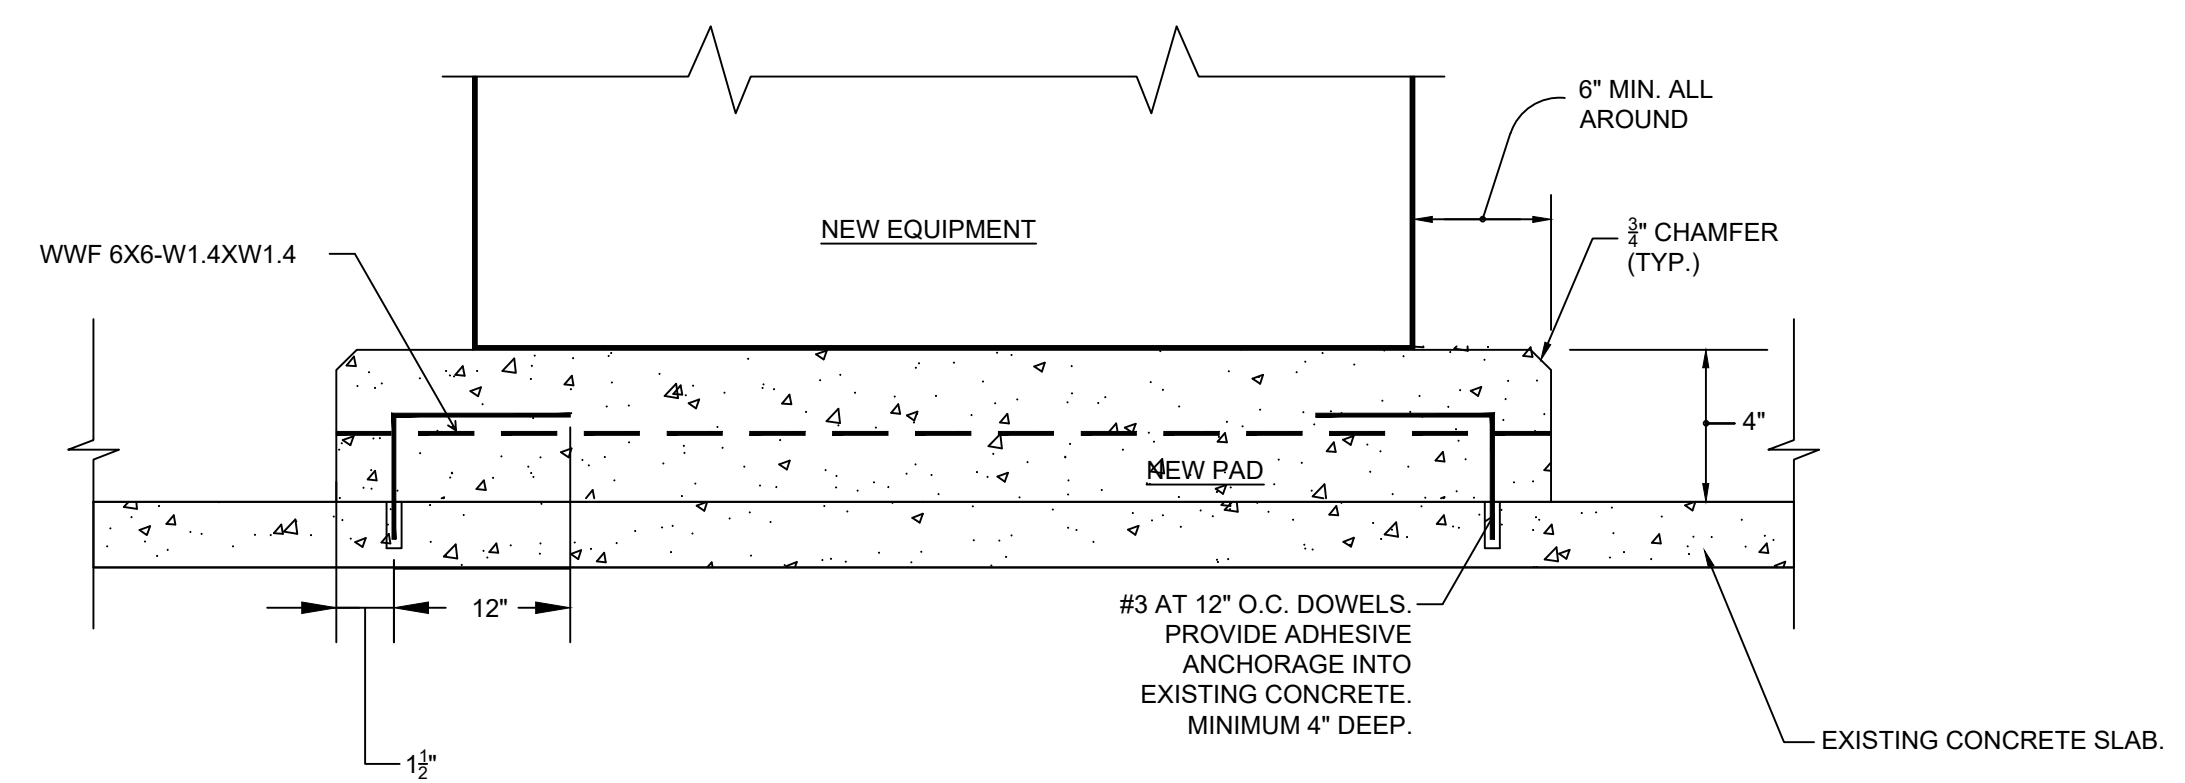 6" MIN. ALL
AROUND
NEW EQUIPMENT
3/4" CHAMFER
(TYP.)
WWF 6X6-W1.4XW1.4
4"
NEW PAD
12"
#3 AT 12" O.C. DOWELS.
PROVIDE ADHESIVE
ANCHORAGE INTO
EXISTING CONCRETE.
MINIMUM 4" DEEP.
EXISTING CONCRETE SLAB.
1 1/2"